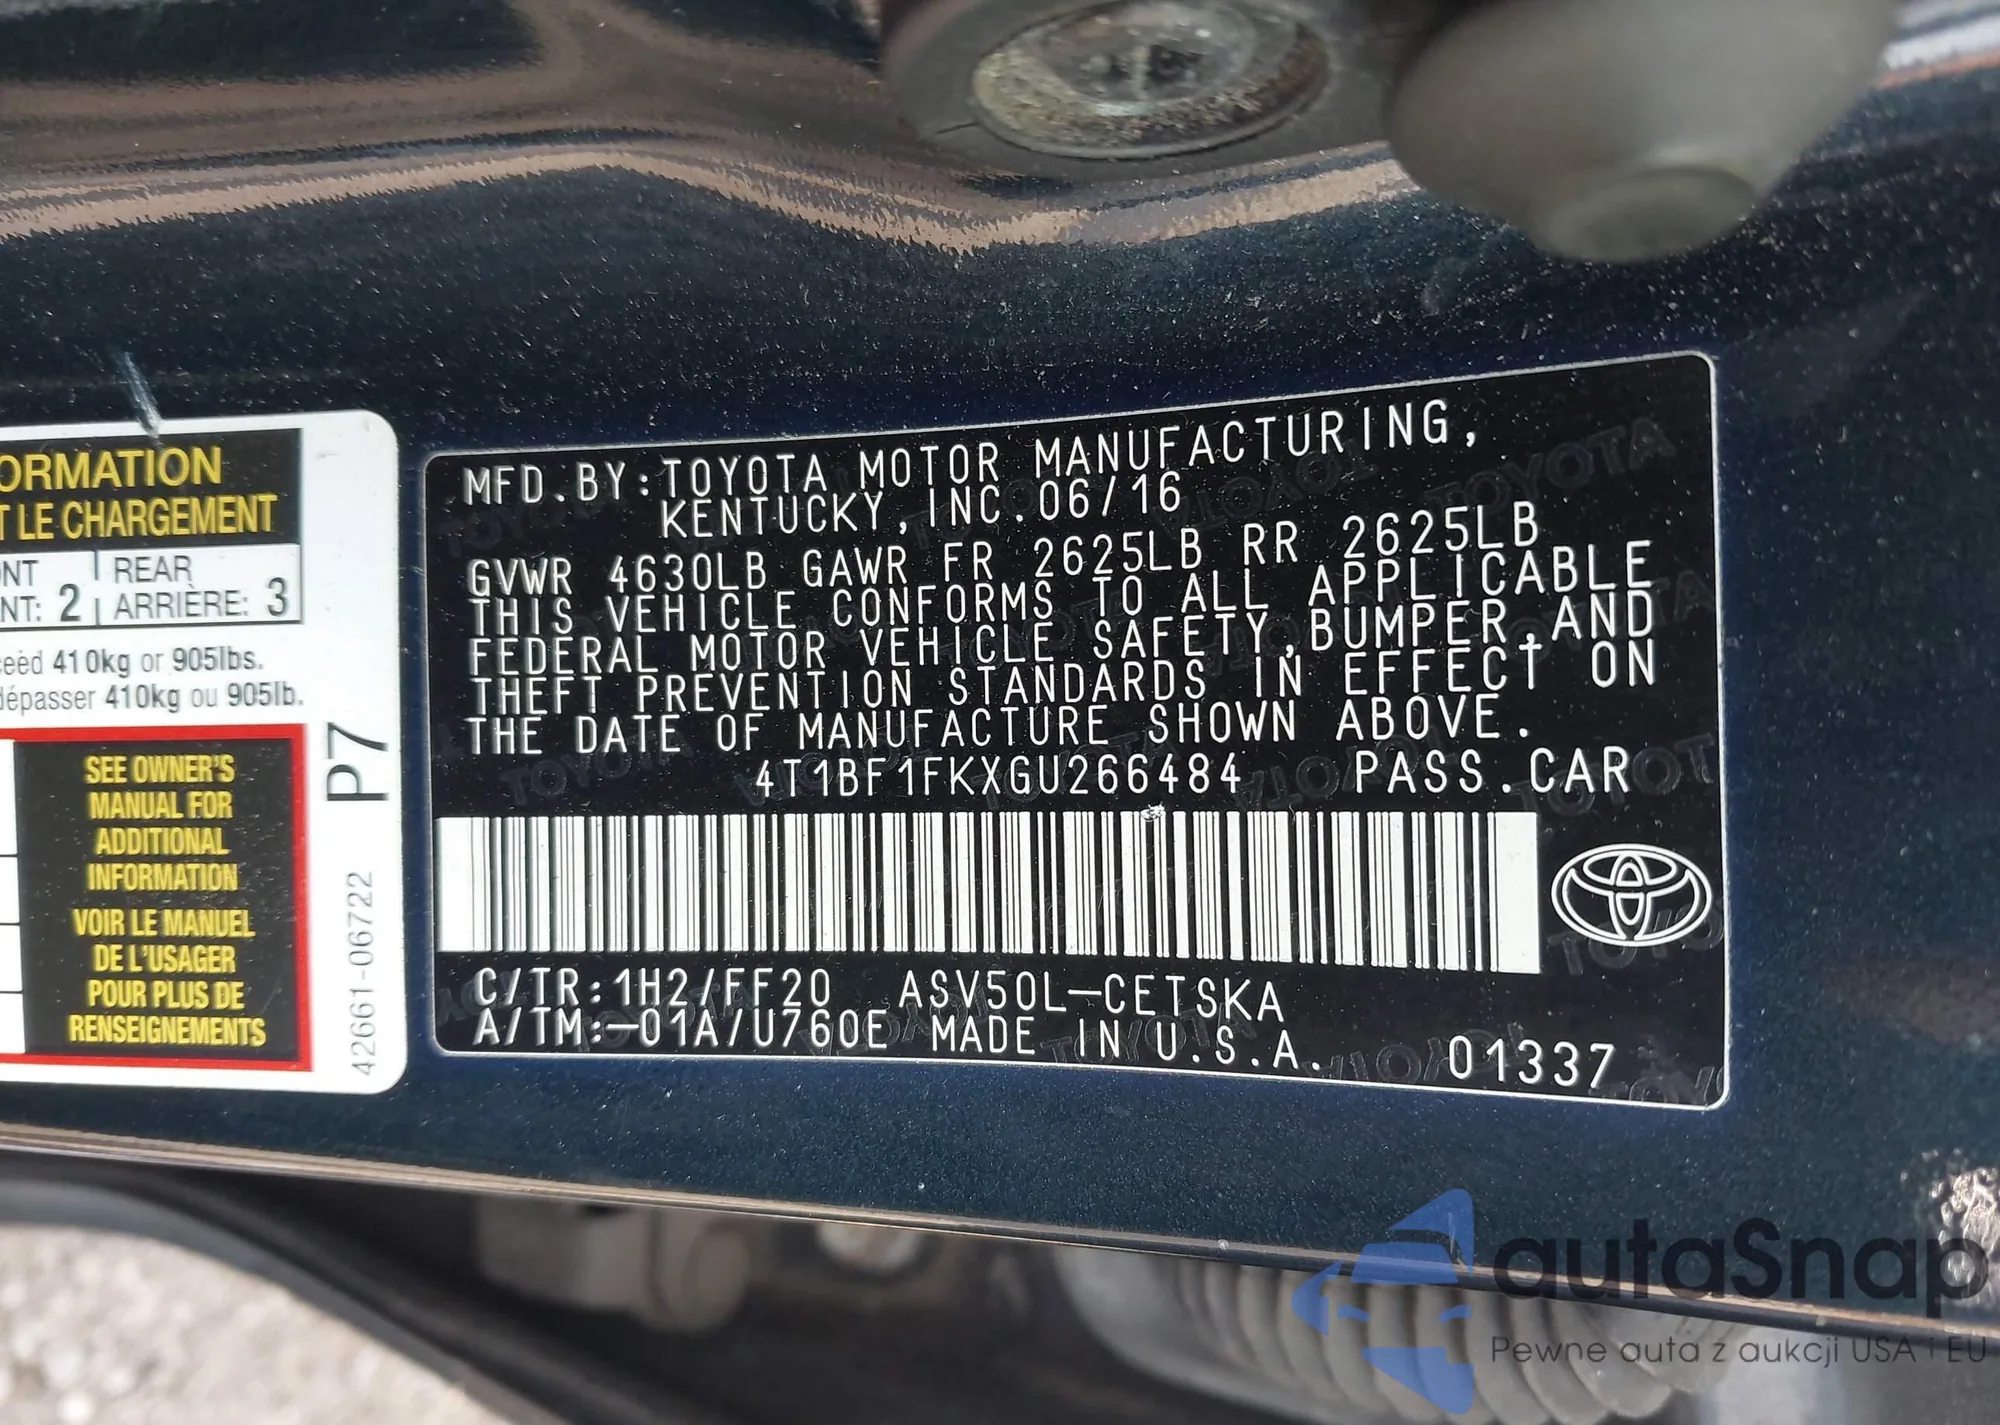 ORMATION
T LE CHARGEMENT
REAR
2 ARRIÈRE: 3
410kg or 905lbs.
dépasser 410kg ou 905lb.
SEE OWNER'S
MANUAL FOR
ADDITIONAL
INFORMATION
VOIR LE MANUEL
DE L'USAGER
POUR PLUS DE
RENSEIGNEMENTS
P7
42661-06722
MFD.BY:TOYOTA MOTOR MANUFACTURING,
KENTUCKY,INC.06/16
GVWR 4630LB GAWR FR 2625LB RR 2625LB
THIS VEHICLE CONFORMS TO ALL APPLICABLE
FEDERAL MOTOR VEHICLE SAFETY,BUMPER,AND
THEFT PREVENTION STANDARDS IN EFFECT ON
THE DATE OF MANUFACTURE SHOWN ABOVE.
4T1BF1FKXGU266484 PASS.CAR
C/TR:1H2/FF20 ASV50L-CETSKA
A/TM:-01A/U760E MADE IN U.S.A. 01337
autaSnap
Pewne auta z aukcji USA i EU